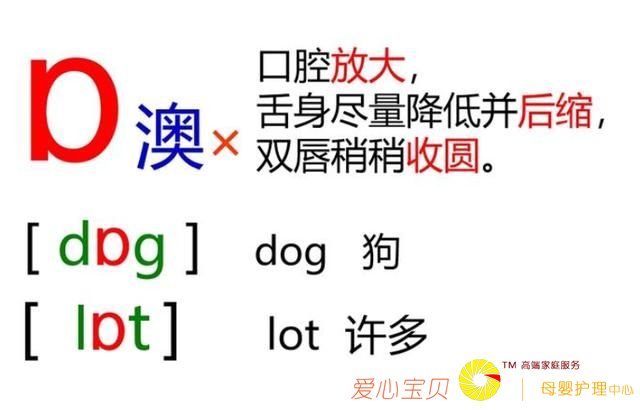 ɒ 澳×
口腔放大，
舌身尽量降低并后缩，
双唇稍稍收圆。
[ dɒg ] dog 狗
[ lɒt ] lot 许多
TM 高端家庭服务
爱心宝贝 | 母婴护理中心